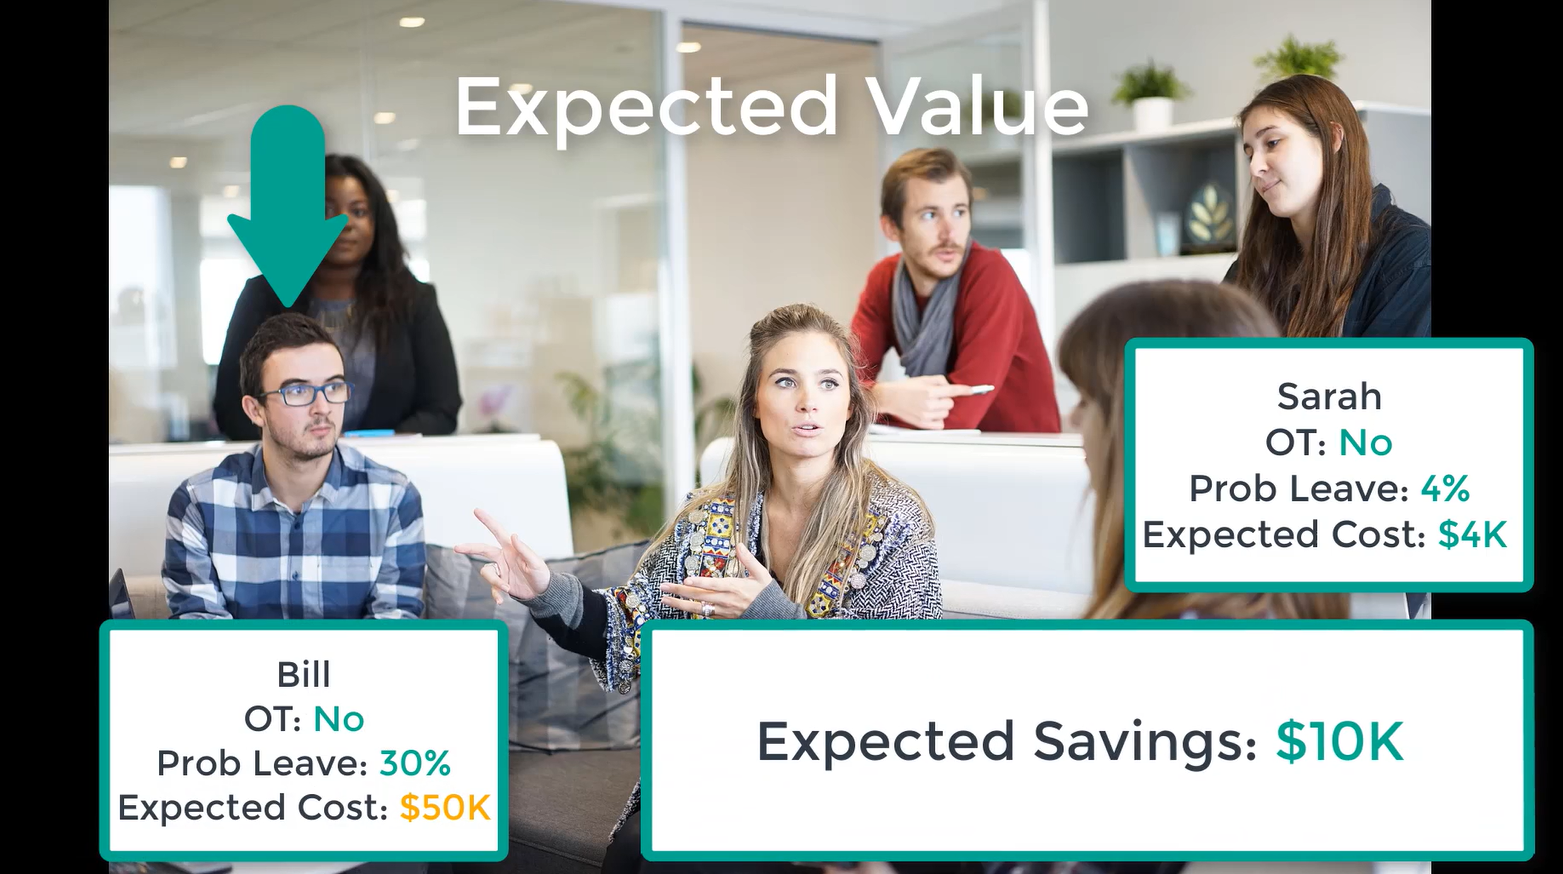 Expected Value
Sarah
OT: No
Prob Leave: 4%
Expected Cost: $4K
Bill
OT: No
Prob Leave: 30%
Expected Cost: $50K
Expected Savings: $10K